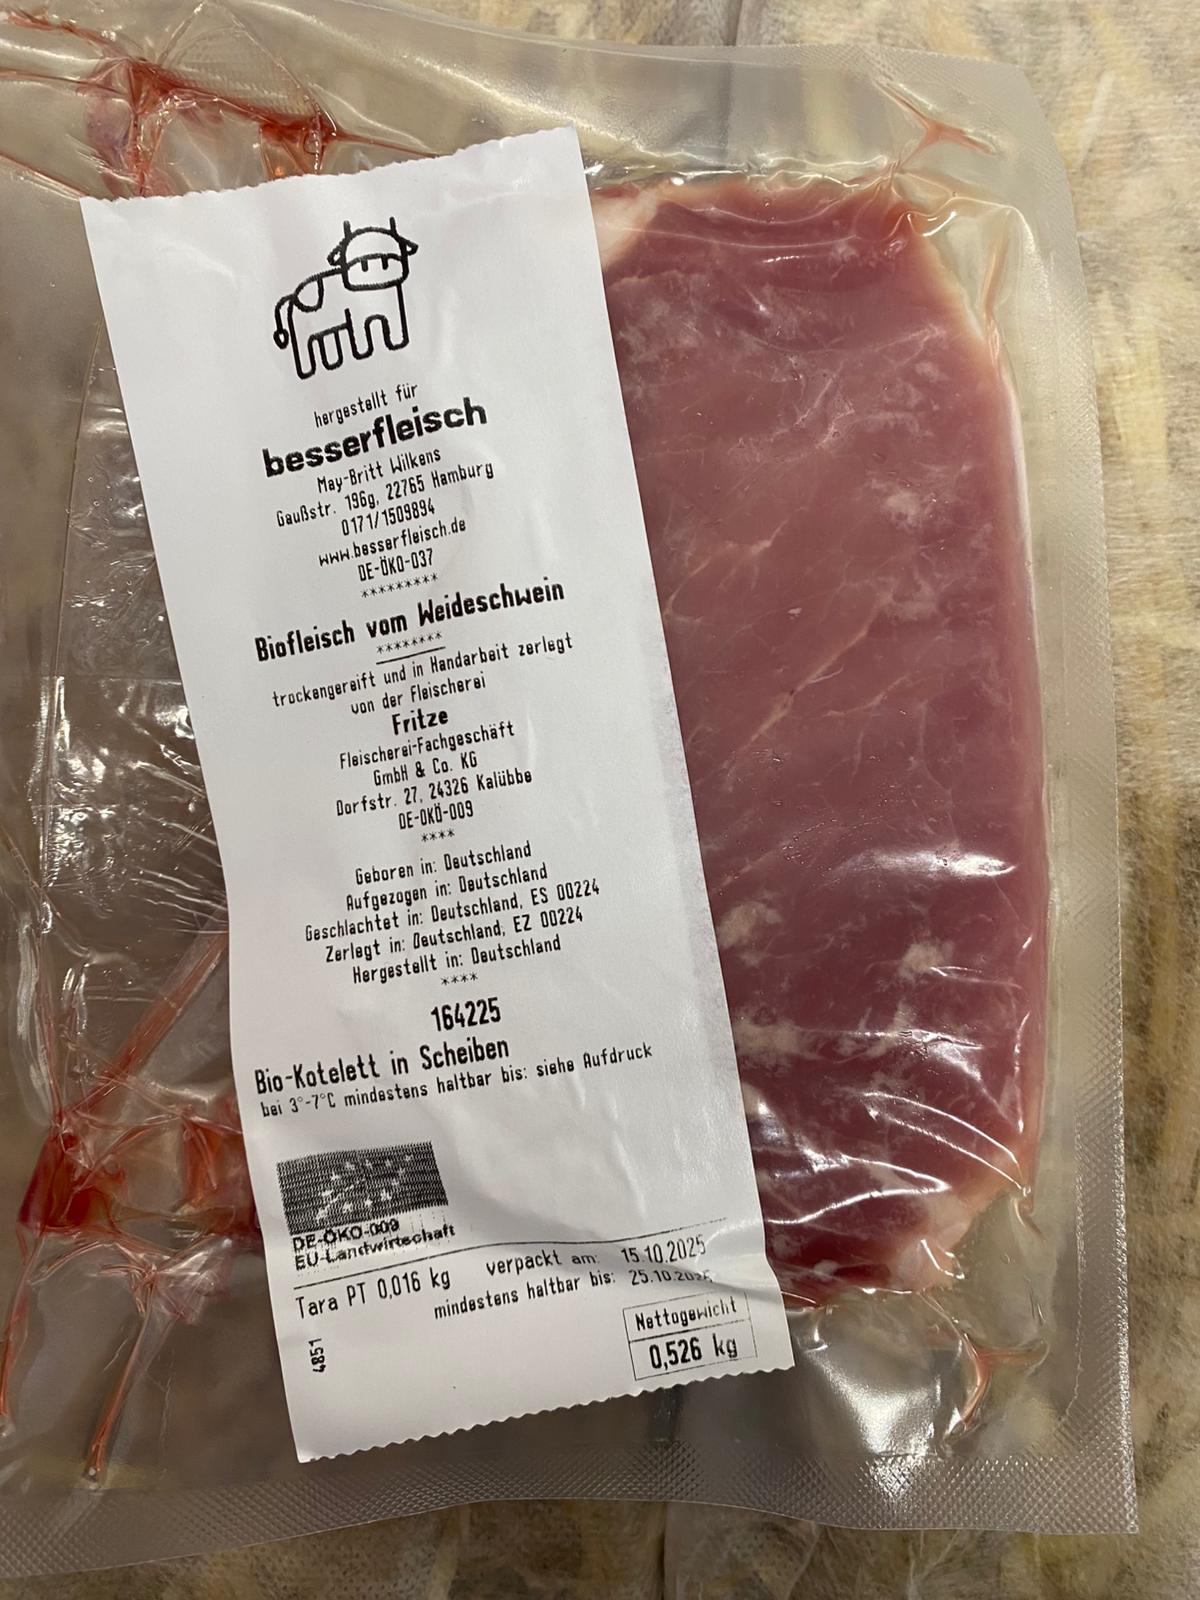 hergestellt für
besserfleisch
May-Britt Wilkens
Gaußstr. 196g, 22765 Hamburg
0171/1509894
www.besserfleisch.de
DE-ÖKO-037
*********
Biofleisch vom Weideschwein
********
trockengereift und in Handarbeit zerlegt
von der Fleischerei
Fritze
Fleischerei-Fachgeschäft
GmbH & Co. KG
Dorfstr. 27, 24326 Kalübbe
DE-OKÖ-009
****
Geboren in: Deutschland
Aufgezogen in: Deutschland
Geschlachtet in: Deutschland, ES 00224
Zerlegt in: Deutschland, EZ 00224
Hergestellt in: Deutschland
****
164225
Bio-Kotelett in Scheiben
bei 3°-7°C mindestens haltbar bis: siehe Aufdruck
DE-ÖKO-009
EU-Landwirtschaft
Tara PT 0,016 kg
verpackt am: 15.10.2025
mindestens haltbar bis: 25.10.2025
4851
Nettogewicht
0,526 kg